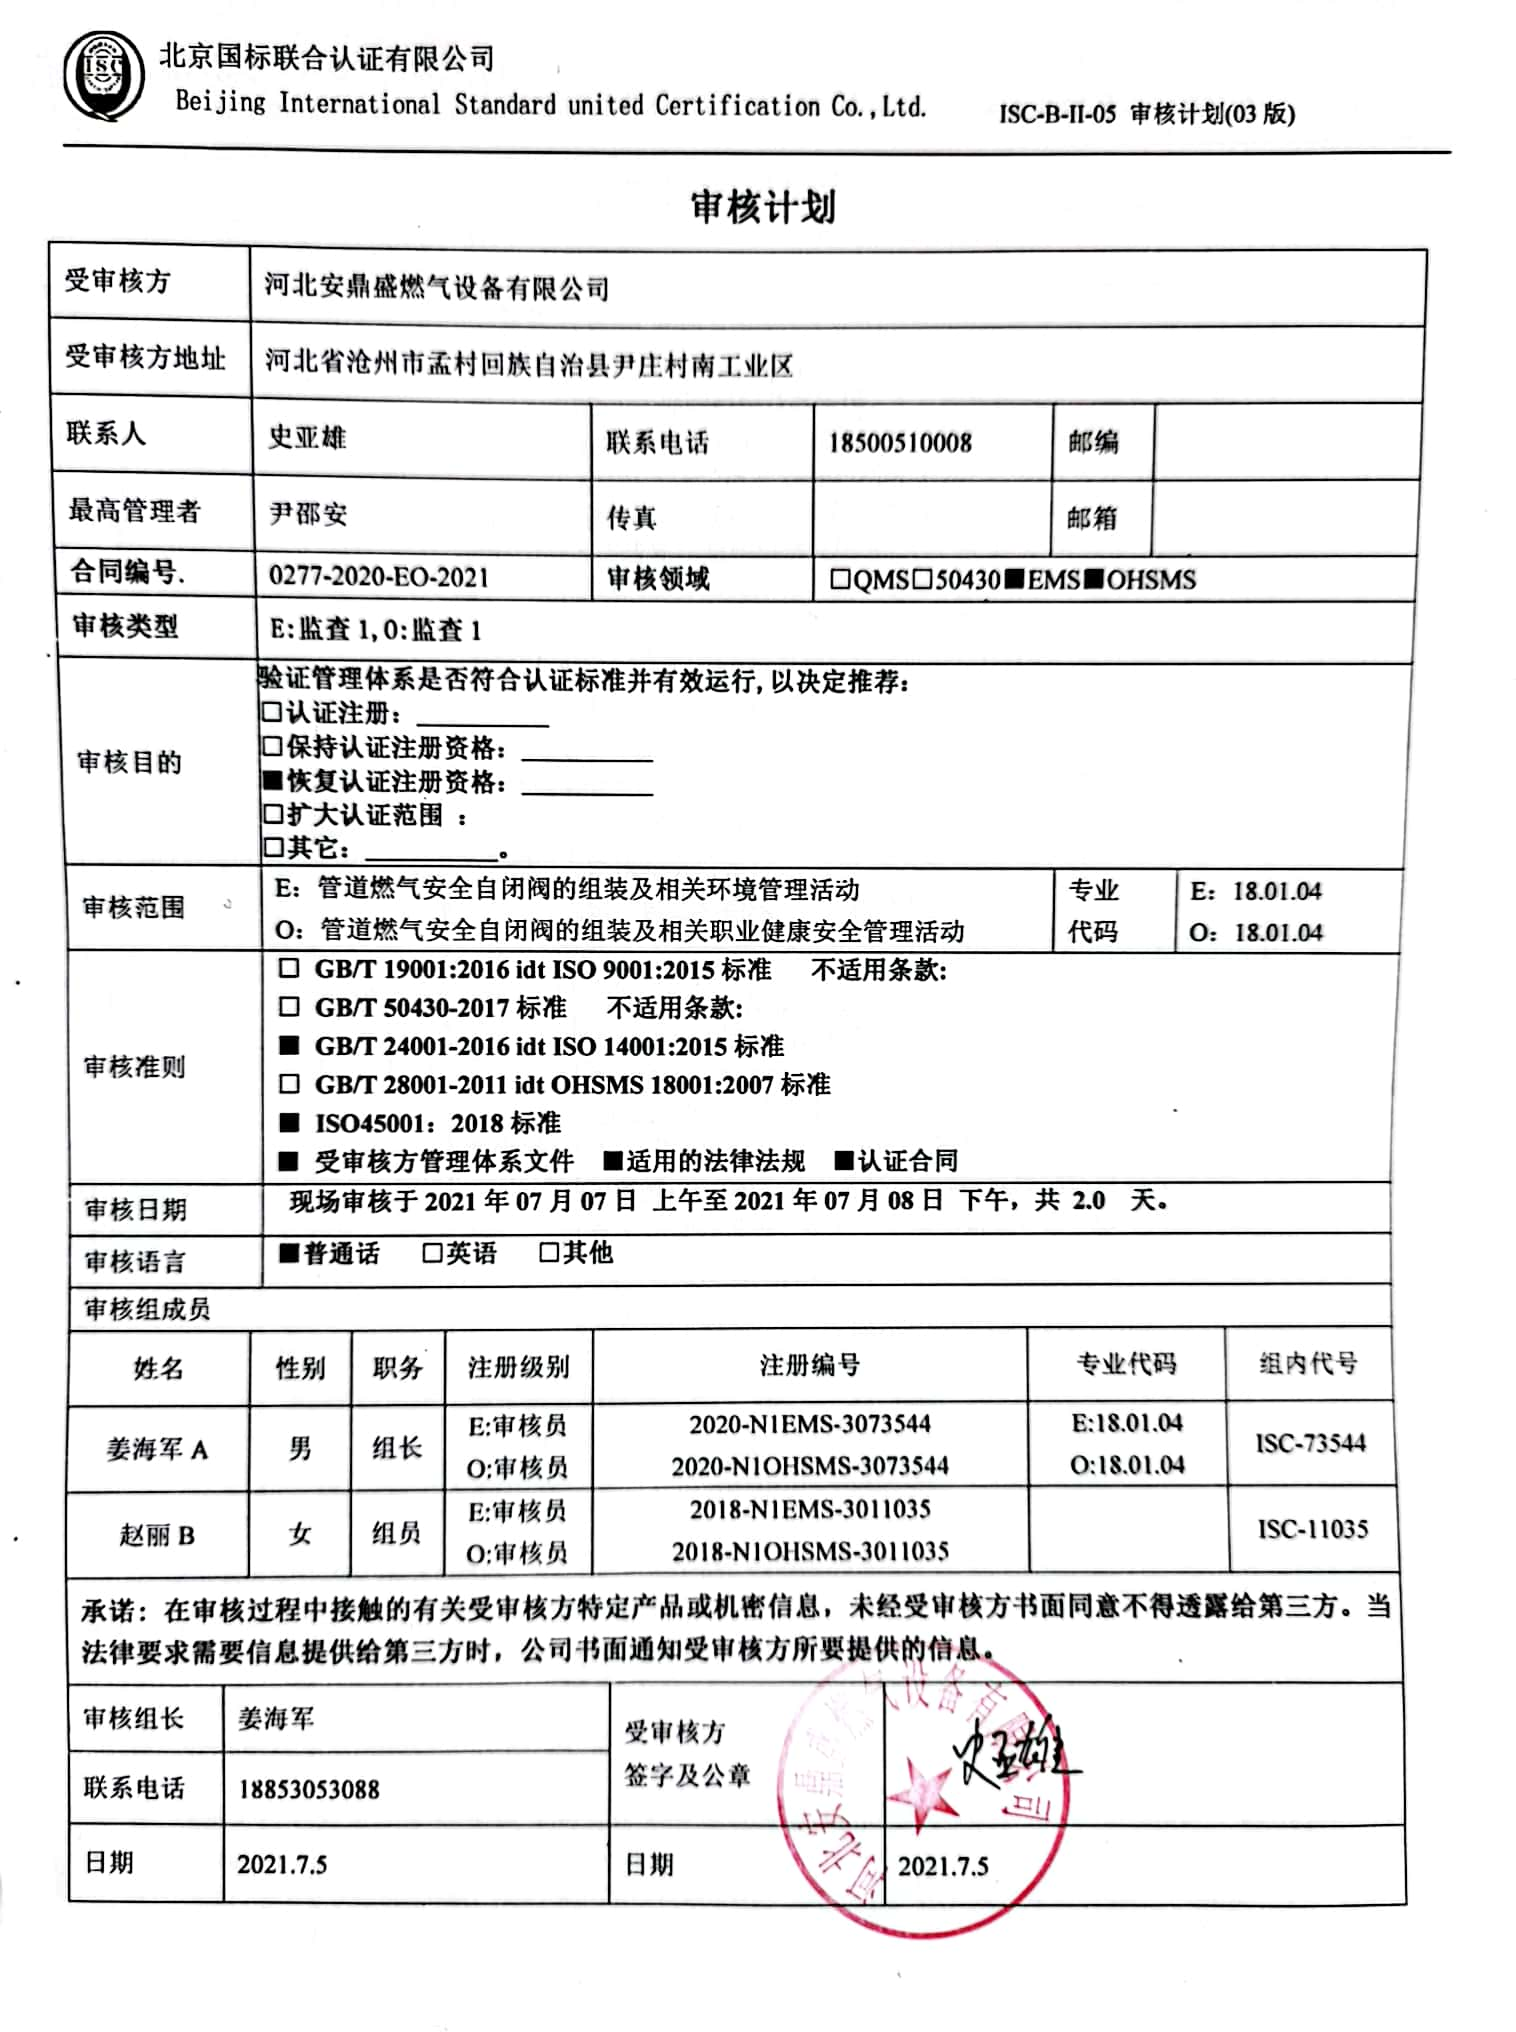 ISC
北京国标联合认证有限公司
Beijing International Standard united Certification Co.,Ltd.
ISC-B-II-05 审核计划(03 版)
审核计划
受审核方 河北安鼎盛燃气设备有限公司
受审核方地址 河北省沧州市孟村回族自治县尹庄村南工业区
联系人 史亚雄 联系电话 18500510008 邮编
最高管理者 尹邵安 传真 邮箱
合同编号. 0277-2020-EO-2021 审核领域 □QMS□50430■EMS■OHSMS
审核类型 E:监查 1,O:监查 1
审核目的
验证管理体系是否符合认证标准并有效运行,以决定推荐:
□认证注册: __________
□保持认证注册资格: __________
■恢复认证注册资格: __________
□扩大认证范围 :
□其它: __________。
审核范围
E: 管道燃气安全自闭阀的组装及相关环境管理活动
O: 管道燃气安全自闭阀的组装及相关职业健康安全管理活动
专业
代码
E: 18.01.04
O: 18.01.04
审核准则
□ GB/T 19001:2016 idt ISO 9001:2015 标准 不适用条款:
□ GB/T 50430-2017 标准 不适用条款:
■ GB/T 24001-2016 idt ISO 14001:2015 标准
□ GB/T 28001-2011 idt OHSMS 18001:2007 标准
■ ISO45001: 2018 标准
■ 受审核方管理体系文件 ■适用的法律法规 ■认证合同
审核日期 现场审核于 2021 年 07 月 07 日 上午至 2021 年 07 月 08 日 下午，共 2.0 天。
审核语言 ■普通话 □英语 □其他
审核组成员
姓名 性别 职务 注册级别 注册编号 专业代码 组内代号
姜海军 A 男 组长
E:审核员 2020-N1EMS-3073544 E:18.01.04
O:审核员 2020-N1OHSMS-3073544 O:18.01.04
ISC-73544
赵丽 B 女 组员
E:审核员 2018-N1EMS-3011035
O:审核员 2018-N1OHSMS-3011035
ISC-11035
承诺：在审核过程中接触的有关受审核方特定产品或机密信息，未经受审核方书面同意不得透露给第三方。当
法律要求需要信息提供给第三方时，公司书面通知受审核方所要提供的信息。
审核组长 姜海军
受审核方
签字及公章
史亚雄
联系电话 18853053088
日期 2021.7.5 日期 2021.7.5
河北安鼎盛燃气设备有限公司